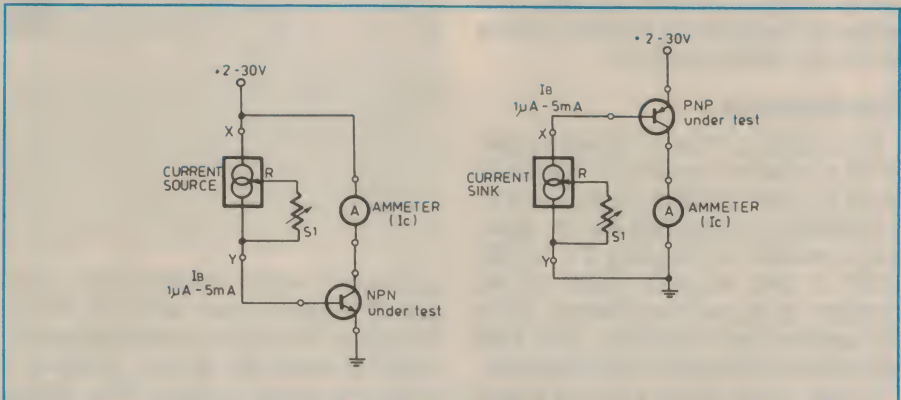 +2-30V
X
CURRENT
SOURCE
R
S1
A
AMMETER
(Ic)
Y
IB
1µA-5mA
NPN
under test
+2-30V
IB
1µA-5mA
PNP
under test
X
CURRENT
SINK
R
S1
A
AMMETER
(Ic)
Y